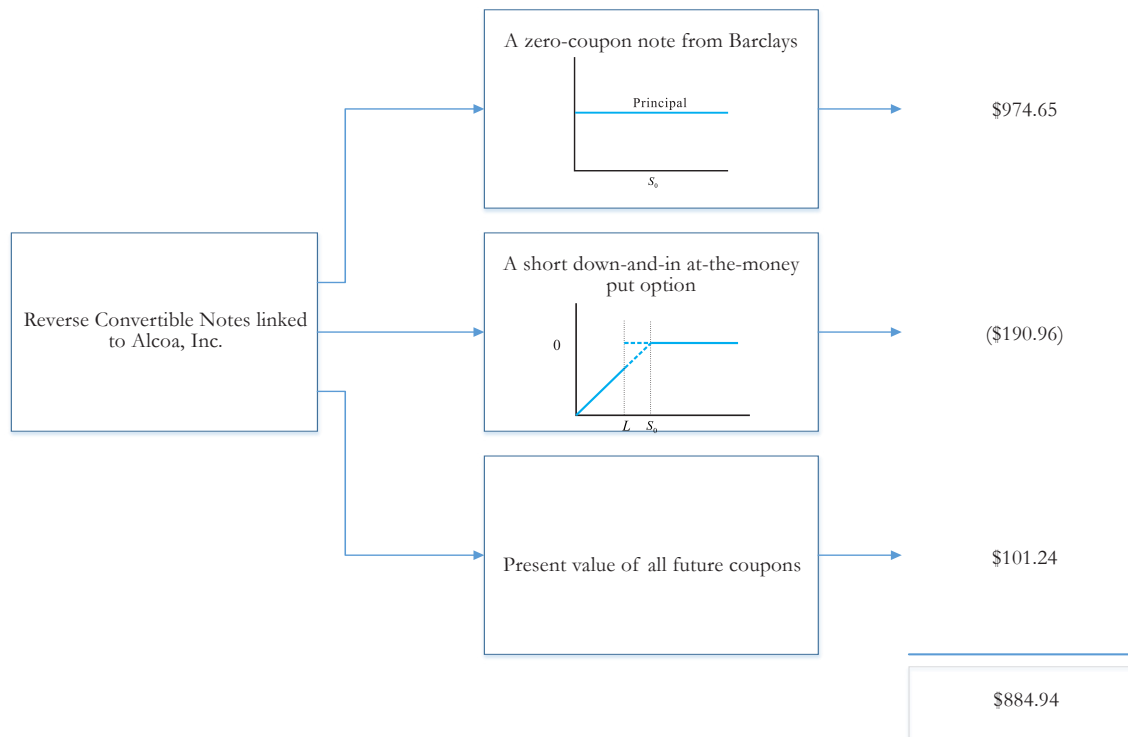 A zero-coupon note from Barclays
Principal
S₀
$974.65
Reverse Convertible Notes linked
to Alcoa, Inc.
A short down-and-in at-the-money
put option
0
L S₀
($190.96)
Present value of all future coupons
$101.24
$884.94